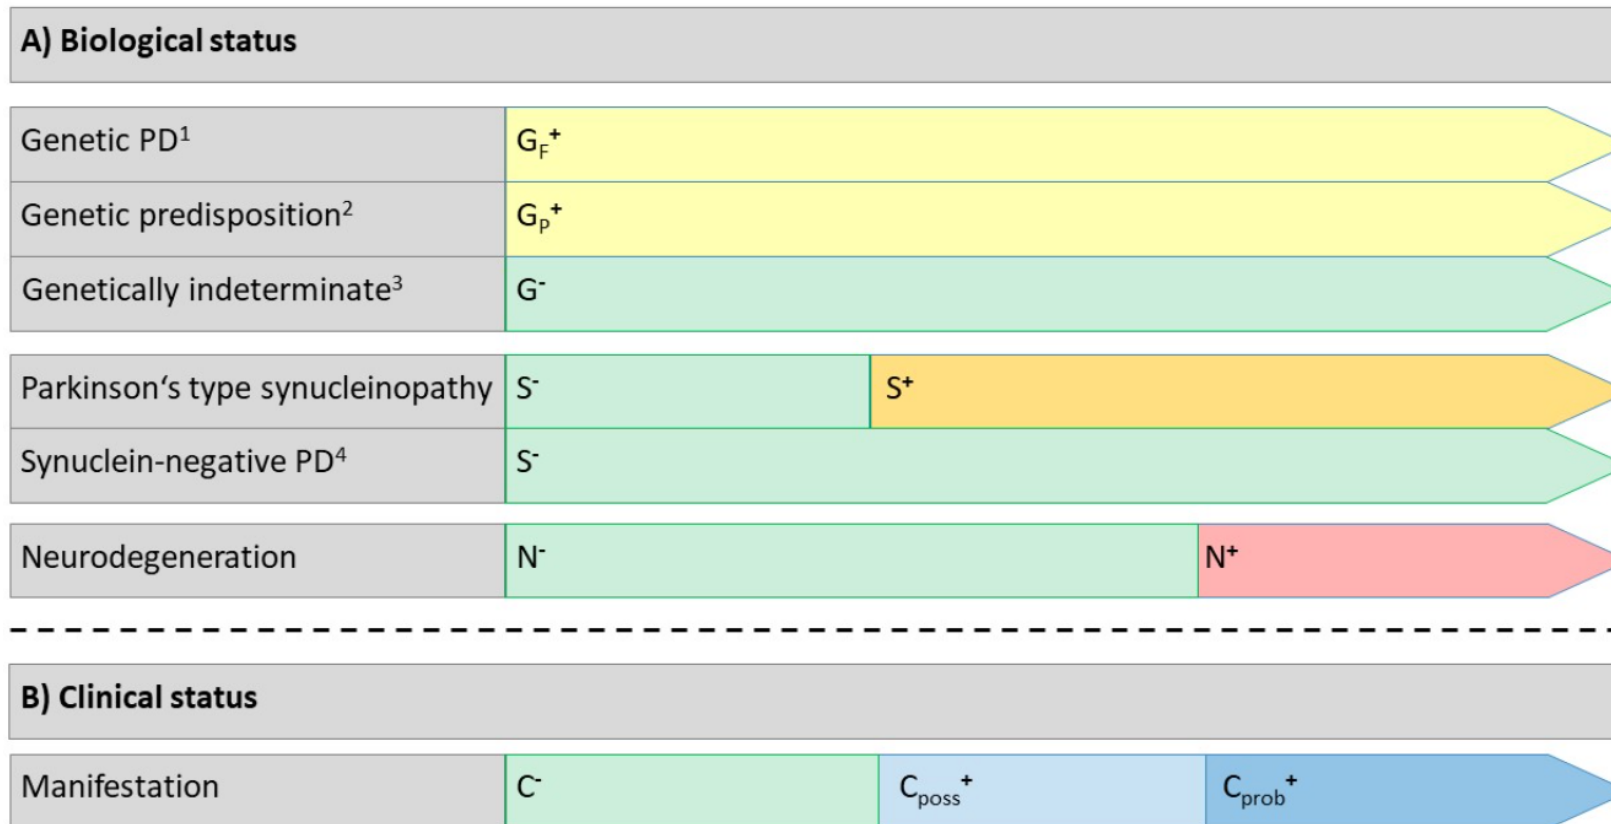 A) Biological status
Genetic PD¹ G_F⁺
Genetic predisposition² G_P⁺
Genetically indeterminate³ G⁻
Parkinson‘s type synucleinopathy S⁻ S⁺
Synuclein-negative PD⁴ S⁻
Neurodegeneration N⁻ N⁺
B) Clinical status
Manifestation C⁻ C_poss⁺ C_prob⁺